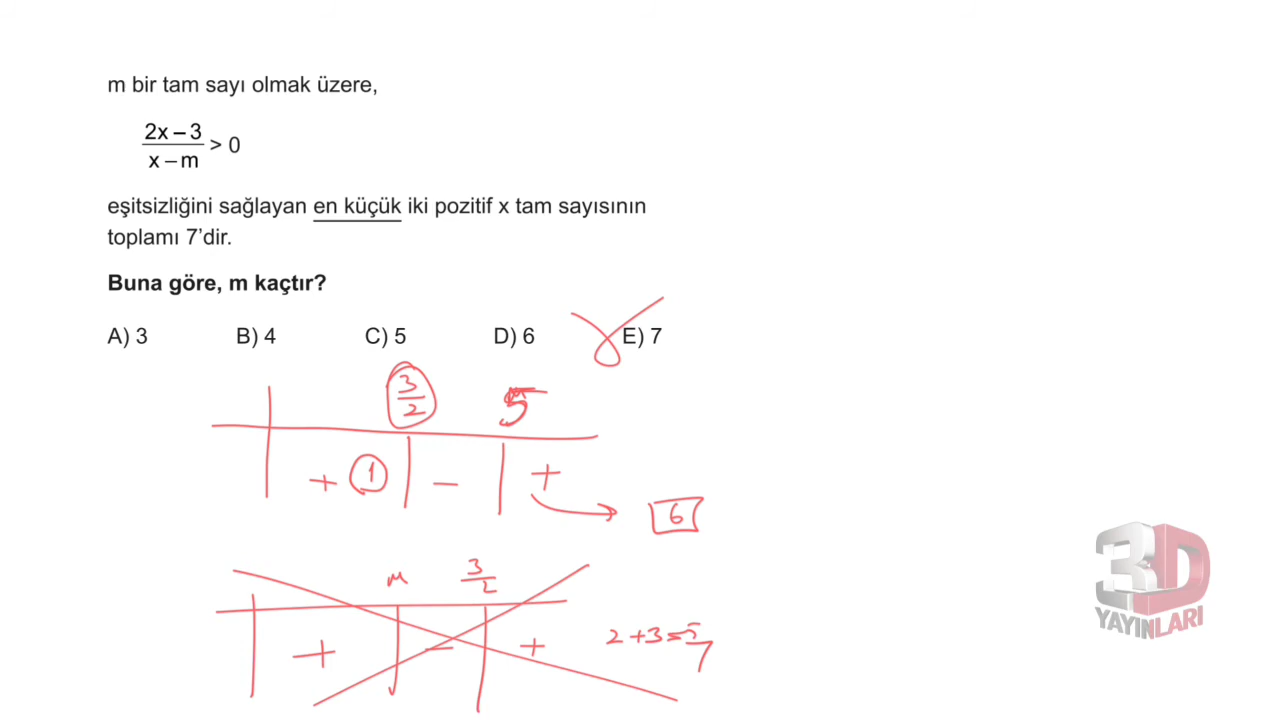 m bir tam sayı olmak üzere,
2x – 3
x – m
> 0
eşitsizliğini sağlayan en küçük iki pozitif x tam sayısının
toplamı 7'dir.
Buna göre, m kaçtır?
A) 3 B) 4 C) 5 D) 6 E) 7
3
2
5
+ 1 – +
6
m 3
2
+ – +
2 + 3 = 5
7
3D
YAYINLARI